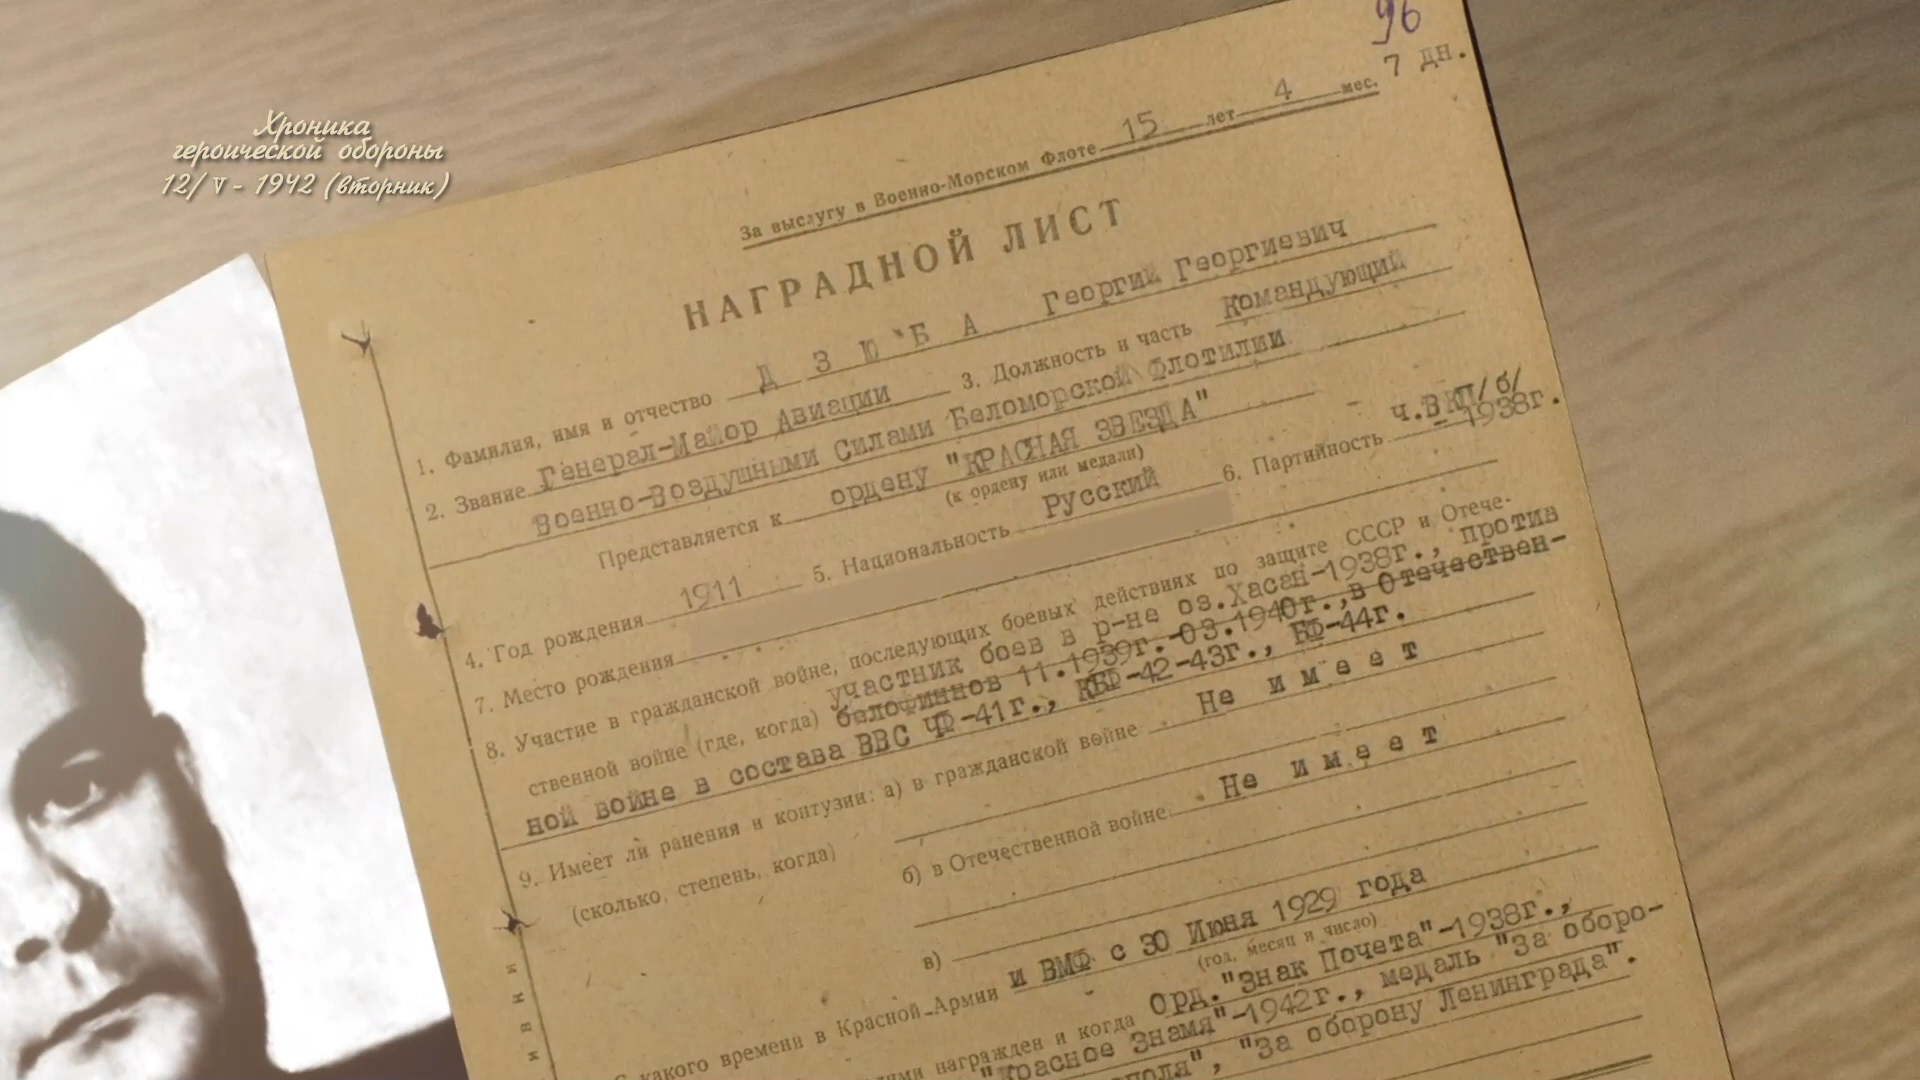 96
Хроника
героической обороны
12/V - 1942 (вторник)
За выслугу в Военно-Морском Флоте 15 лет 4 мес. 7 дн.
НАГРАДНОЙ ЛИСТ
1. Фамилия, имя и отчество ДЗЮБА Георгий Георгиевич
2. Звание Генерал-Майор Авиации 3. Должность и часть Командующий
Военно-Воздушными Силами Беломорской Флотилии
Представляется к ордену "КРАСНАЯ ЗВЕЗДА"
(к ордену или медали)
4. Год рождения 1911 5. Национальность Русский 6. Партийность ч.ВКП/б/
1938г.
7. Место рождения
8. Участие в гражданской войне, последующих боевых действиях по защите СССР и Отече-
ственной войне (где, когда) участник боев в р-не оз.Хасан-1938г., против
белофиннов 11.1939г.-03.1940г., в Отечествен-
ной войне в состава ВВС ЧФ-41г., КБФ-42-43г., БФ-44г.
9. Имеет ли ранения и контузии: а) в гражданской войне Не имеет
(сколько, степень, когда)
б) в Отечественной войне Не имеет
в)
С какого времени в Красной Армии и ВМФ с 30 Июня 1929 года
(год, месяц и число)
награжден и когда Орд."Знак Почета"-1938г.,
"Красное Знамя"-1942г., медаль "За оборо-
"За оборону Ленинграда".